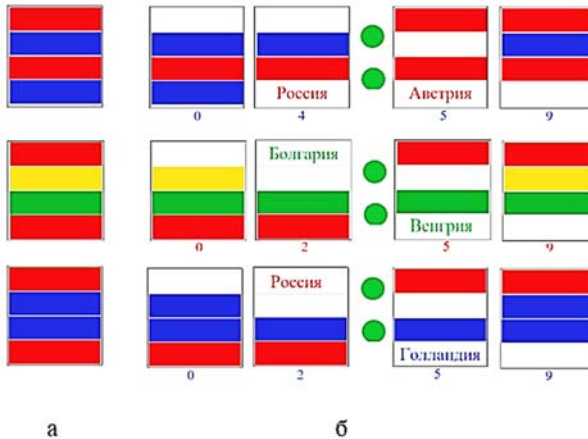 Россия
Австрия
0 4 5 9
Болгария
Венгрия
0 2 5 9
Россия
Голландия
0 2 5 9
а б